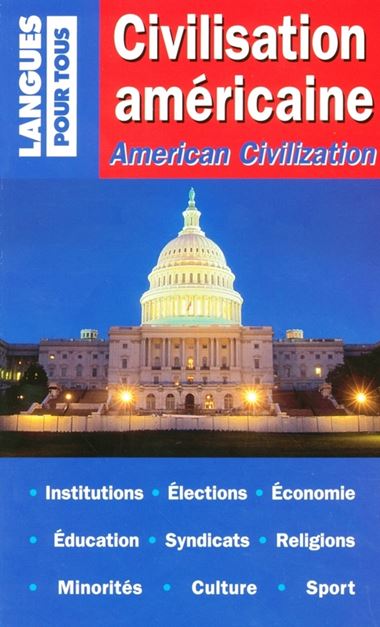 LANGUES
POUR TOUS
Civilisation
américaine
American Civilization
• Institutions • Élections • Économie
• Éducation • Syndicats • Religions
• Minorités • Culture • Sport